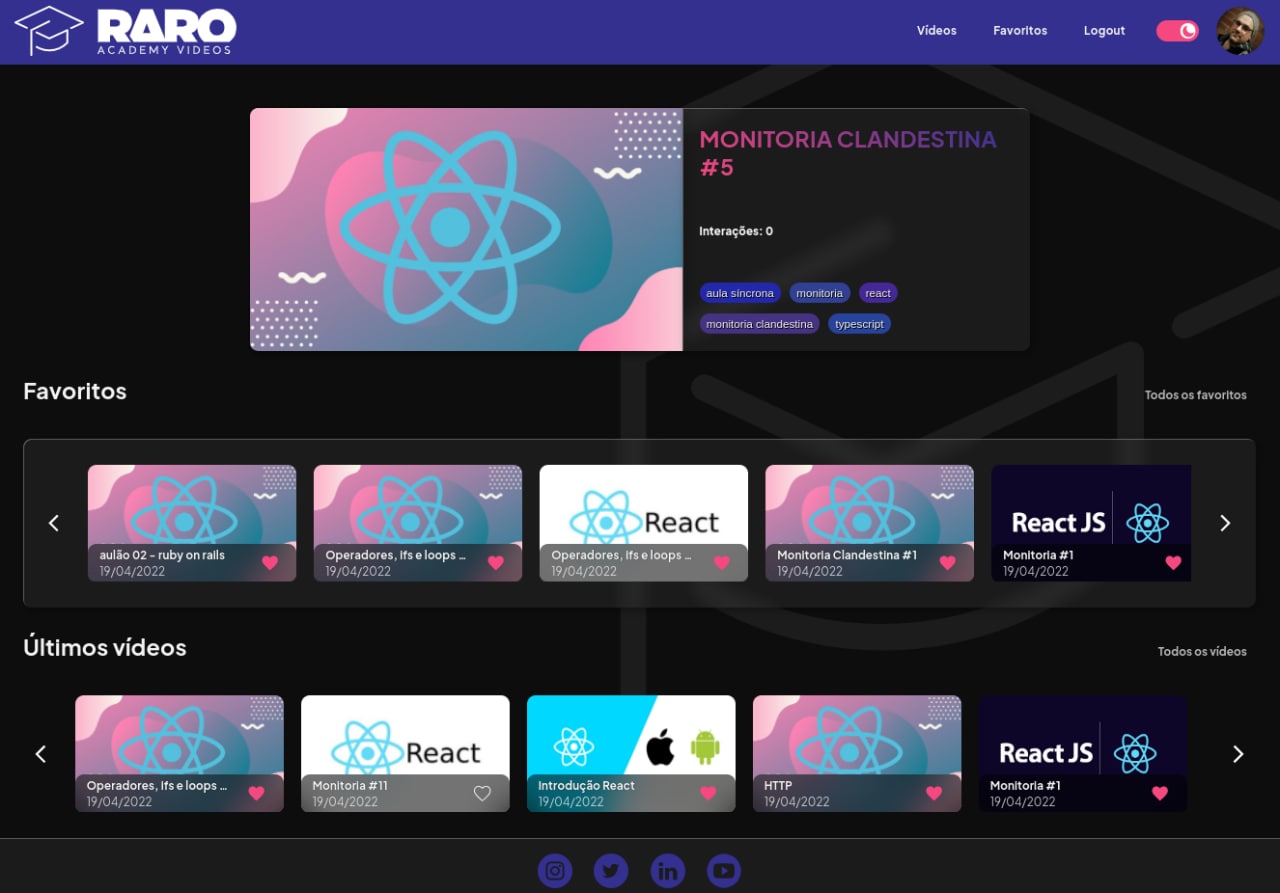 RARO
ACADEMY VIDEOS
Vídeos
Favoritos
Logout
MONITORIA CLANDESTINA
#5
Interações: 0
aula síncrona
monitoria
react
monitoria clandestina
typescript
Favoritos
Todos os favoritos
aulão 02 - ruby on rails
19/04/2022
Operadores, Ifs e loops ...
19/04/2022
React
Operadores, Ifs e loops ...
19/04/2022
Monitoria Clandestina #1
19/04/2022
React JS
Monitoria #1
19/04/2022
Últimos vídeos
Todos os vídeos
Operadores, Ifs e loops ...
19/04/2022
React
Monitoria #11
19/04/2022
Introdução React
19/04/2022
HTTP
19/04/2022
React JS
Monitoria #1
19/04/2022
in